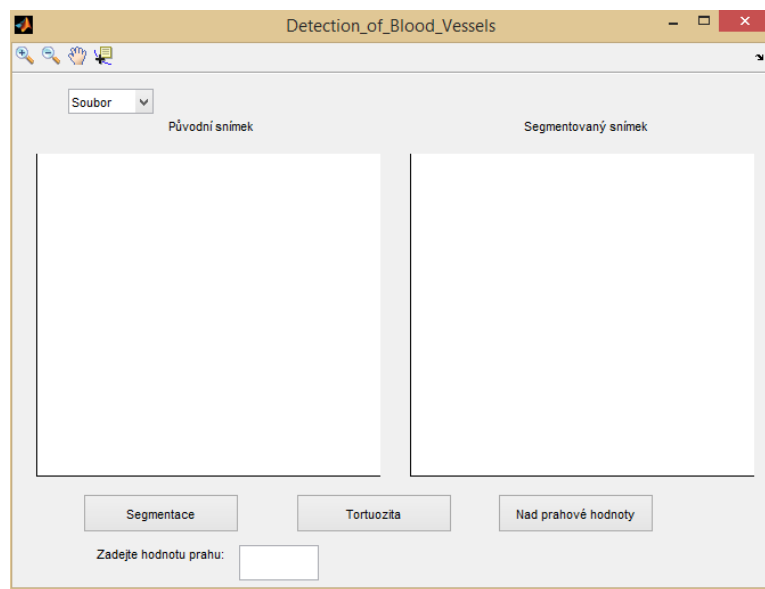 Detection_of_Blood_Vessels
Soubor
Původní snímek
Segmentovaný snímek
Segmentace
Tortuozita
Nad prahové hodnoty
Zadejte hodnotu prahu: